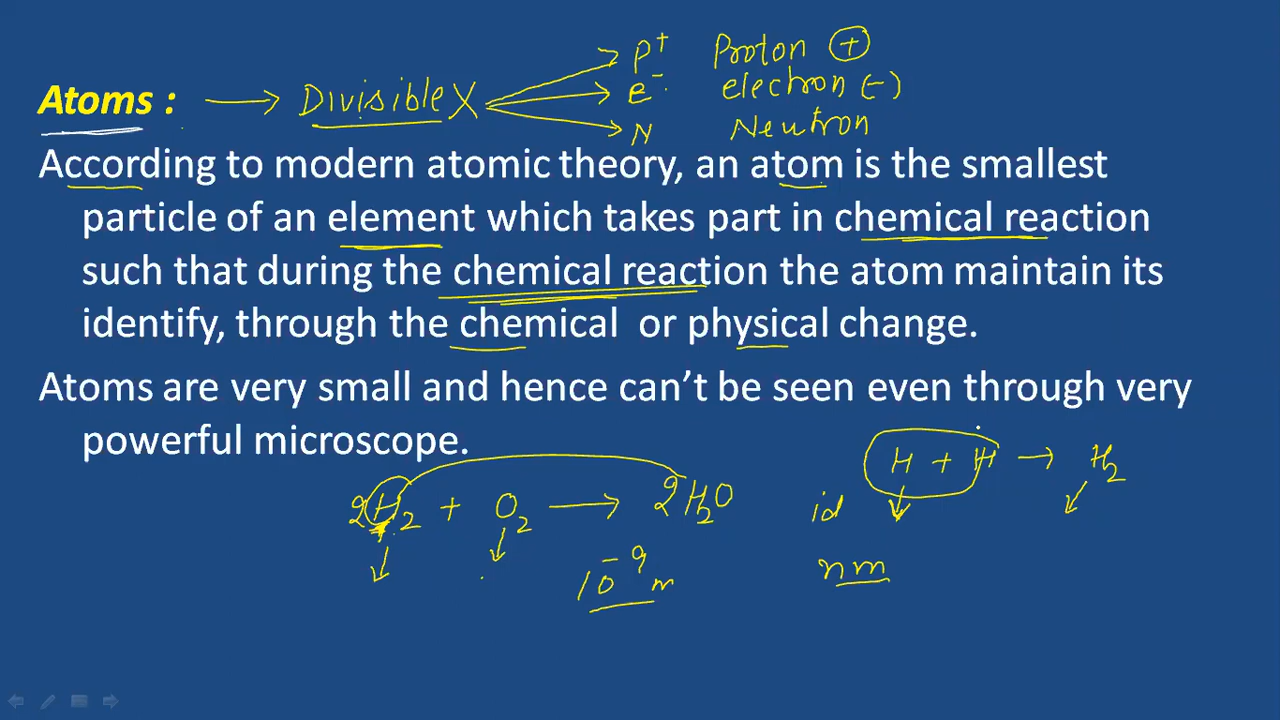 P+ Proton (+)
Atoms : → Divisible X e- electron (-)
N Neutron
According to modern atomic theory, an atom is the smallest
particle of an element which takes part in chemical reaction
such that during the chemical reaction the atom maintain its
identify, through the chemical or physical change.
Atoms are very small and hence can't be seen even through very
powerful microscope.
H + H → H2
2H2 + O2 → 2H2O id
10-9 m nm